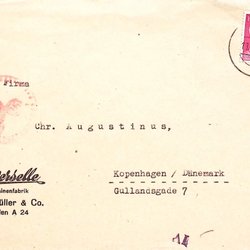 Firma
Chr. Augustinus,
Kopenhagen / Dänemark
Gullandsgade 7
erselle
inenfabrik
üller & Co.
en A 24